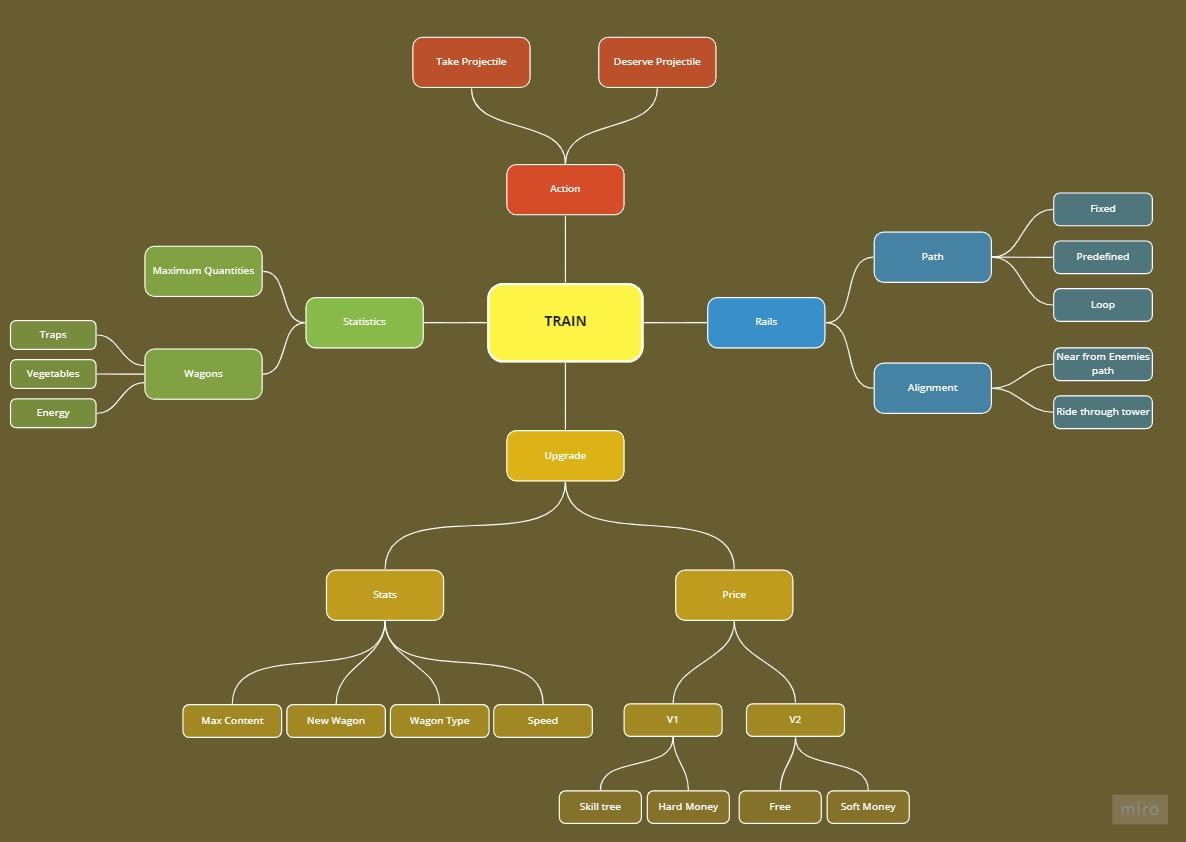 Take Projectile
Deserve Projectile
Action
Fixed
Path
Predefined
Maximum Quantities
Loop
Statistics
TRAIN
Rails
Traps
Near from Enemies
path
Vegetables
Wagons
Alignment
Energy
Ride through tower
Upgrade
Stats
Price
Max Content
New Wagon
Wagon Type
Speed
V1
V2
Skill tree
Hard Money
Free
Soft Money
miro